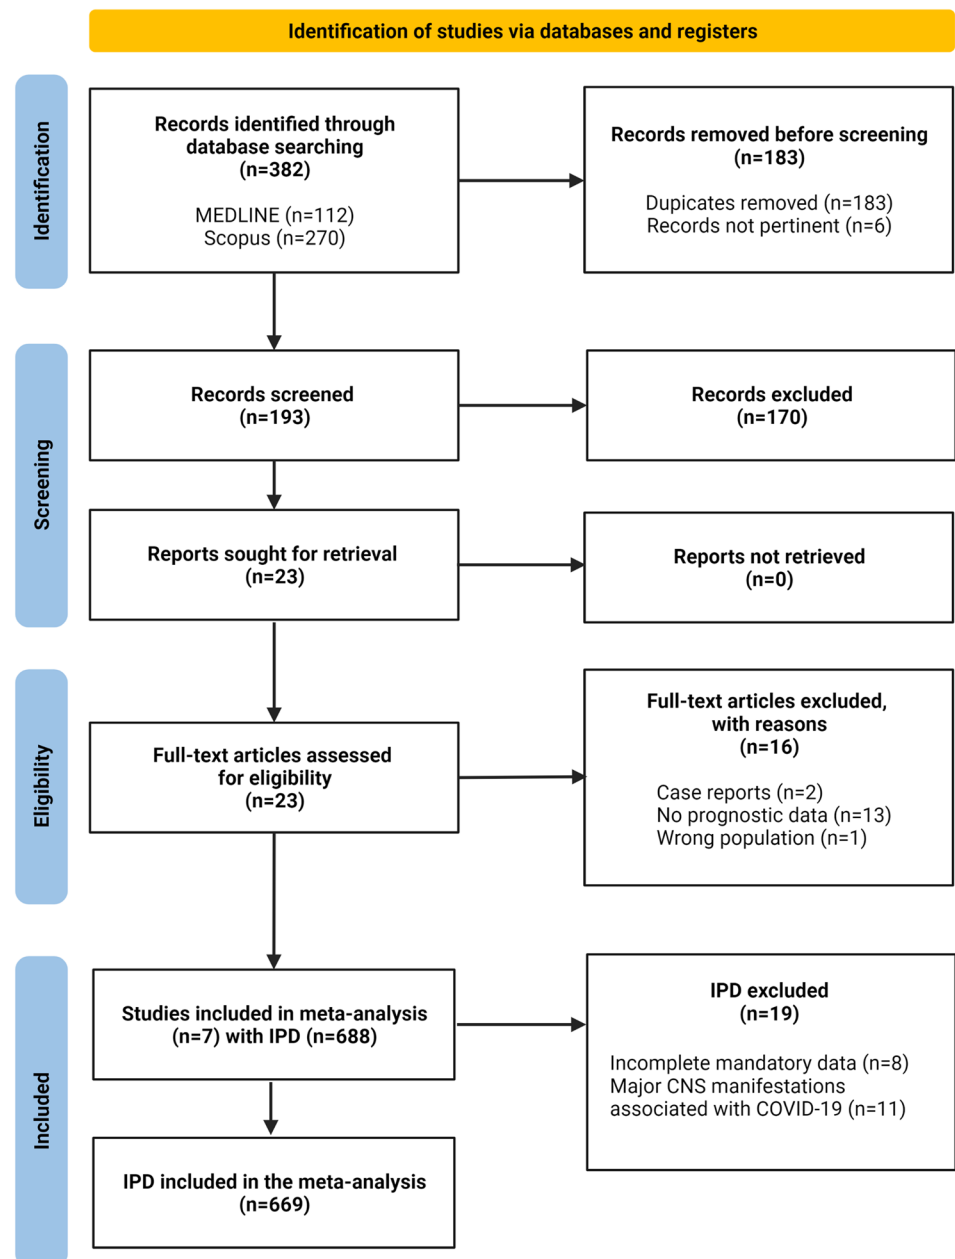 Identification of studies via databases and registers
Identification
Records identified through
database searching
(n=382)
MEDLINE (n=112)
Scopus (n=270)
Records removed before screening
(n=183)
Dupicates removed (n=183)
Records not pertinent (n=6)
Screening
Records screened
(n=193)
Records excluded
(n=170)
Reports sought for retrieval
(n=23)
Reports not retrieved
(n=0)
Eligibility
Full-text articles assessed
for eligibility
(n=23)
Full-text articles excluded,
with reasons
(n=16)
Case reports (n=2)
No prognostic data (n=13)
Wrong population (n=1)
Included
Studies included in meta-analysis
(n=7) with IPD (n=688)
IPD excluded
(n=19)
Incomplete mandatory data (n=8)
Major CNS manifestations
associated with COVID-19 (n=11)
IPD included in the meta-analysis
(n=669)